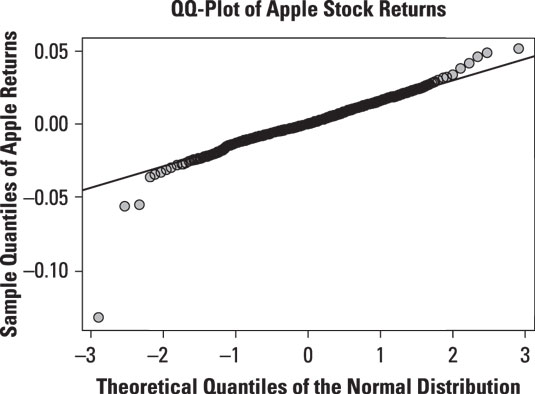 QQ-Plot of Apple Stock Returns
Sample Quantiles of Apple Returns
0.05
0.00
−0.05
−0.10
−3 −2 −1 0 1 2 3
Theoretical Quantiles of the Normal Distribution